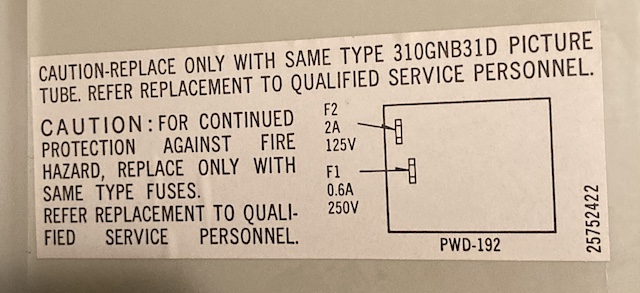 CAUTION-REPLACE ONLY WITH SAME TYPE 310GNB31D PICTURE
TUBE. REFER REPLACEMENT TO QUALIFIED SERVICE PERSONNEL.
CAUTION: FOR CONTINUED
PROTECTION AGAINST FIRE
HAZARD, REPLACE ONLY WITH
SAME TYPE FUSES.
REFER REPLACEMENT TO QUALI-
FIED SERVICE PERSONNEL.
F2
2A
125V
F1
0.6A
250V
PWD-192
25752422